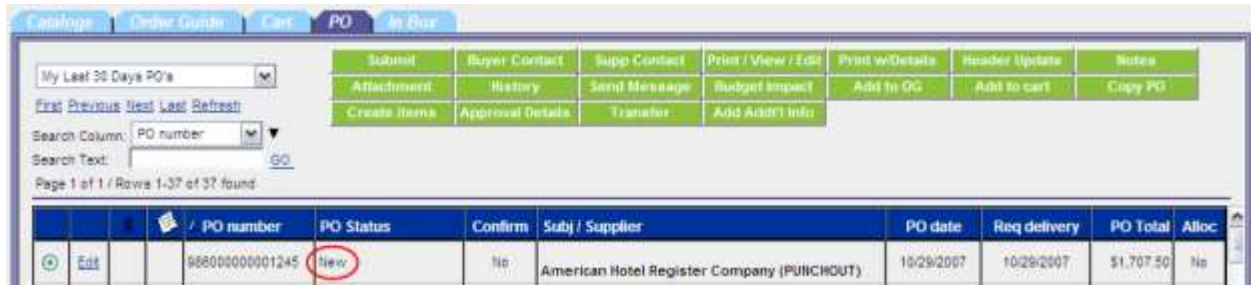 Catalogs Order Guide Cart PO In Box
My Last 30 Days PO's
Submit Buyer Contact Supp Contact Print / View / Edit Print w/Details Header Update Notes
Attachment History Send Message Budget Impact Add to OG Add to cart Copy PO
Create Items Approval Details Transfer Add Addt'l Info
First Previous Next Last Refresh
Search Column: PO number
Search Text: GO
Page 1 of 1 / Rows 1-37 of 37 found
/ PO number PO Status Confirm Subj / Supplier PO date Req delivery PO Total Alloc
Edit 986000000001245 New No American Hotel Register Company (PUNCHOUT) 10/29/2007 10/29/2007 $1,707.50 No